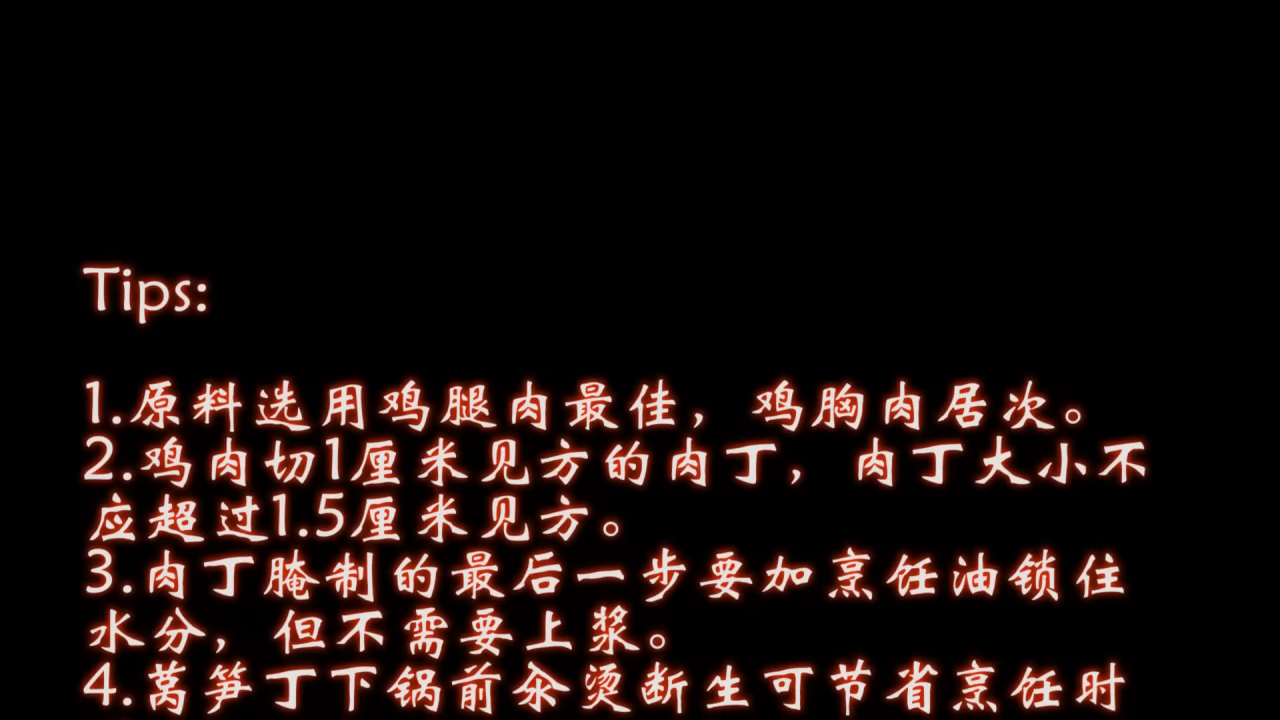 Tips:
1.原料选用鸡腿肉最佳，鸡胸肉居次。
2.鸡肉切1厘米见方的肉丁，肉丁大小不
应超过1.5厘米见方。
3.肉丁腌制的最后一步要加烹饪油锁住
水分，但不需要上浆。
4.莴笋丁下锅前汆烫断生可节省烹饪时